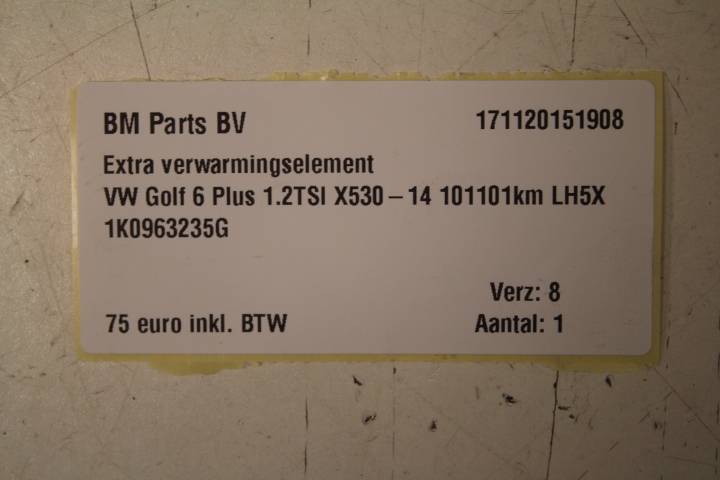 BM Parts BV 171120151908
Extra verwarmingselement
VW Golf 6 Plus 1.2TSI X530-14 101101km LH5X
1K0963235G
Verz: 8
75 euro inkl. BTW Aantal: 1